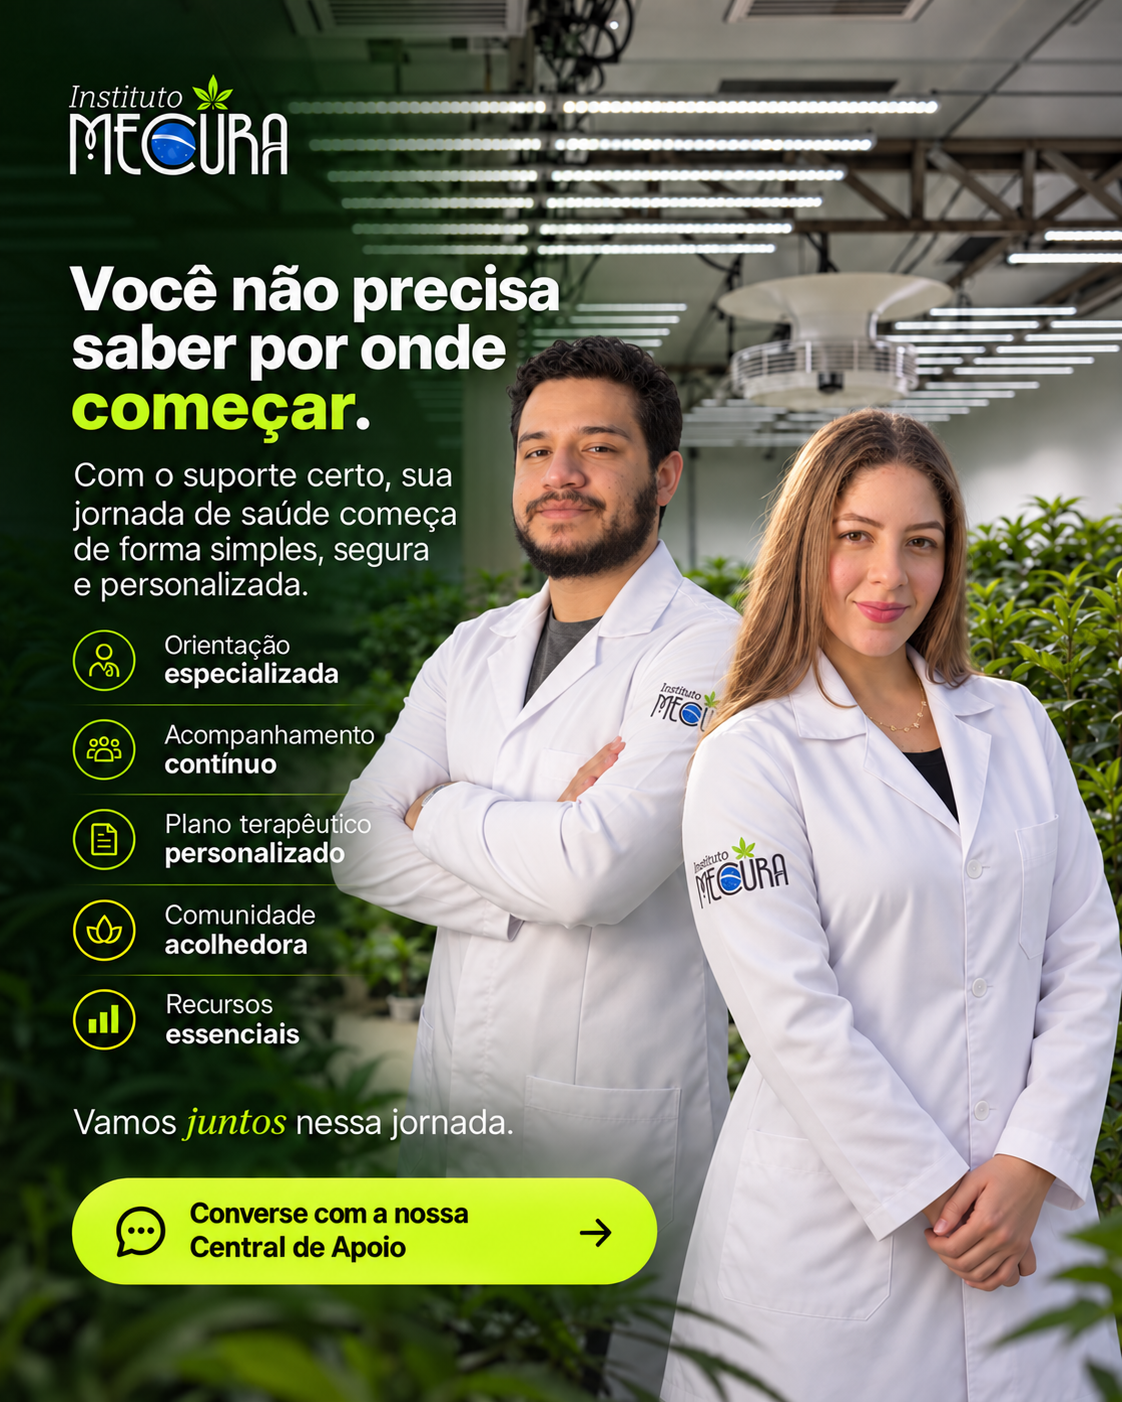 Instituto
MECURA
Você não precisa
saber por onde
começar.
Com o suporte certo, sua
jornada de saúde começa
de forma simples, segura
e personalizada.
Orientação
especializada
Acompanhamento
contínuo
Plano terapêutico
personalizado
Comunidade
acolhedora
Recursos
essenciais
Vamos juntos nessa jornada.
Converse com a nossa
Central de Apoio
Instituto
MECU
Instituto
MECURA